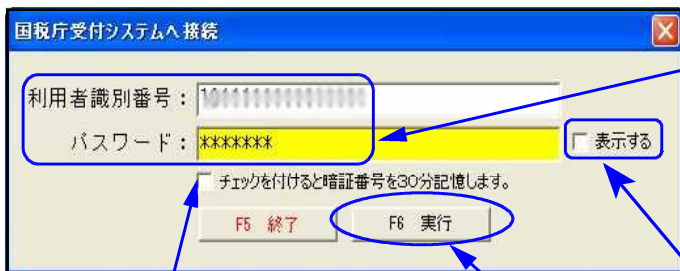 国税庁受付システムへ接続
利用者識別番号：
パスワード： *******
表示する
チェックを付けると暗証番号を30分記憶します。
F5 終了 F6 実行